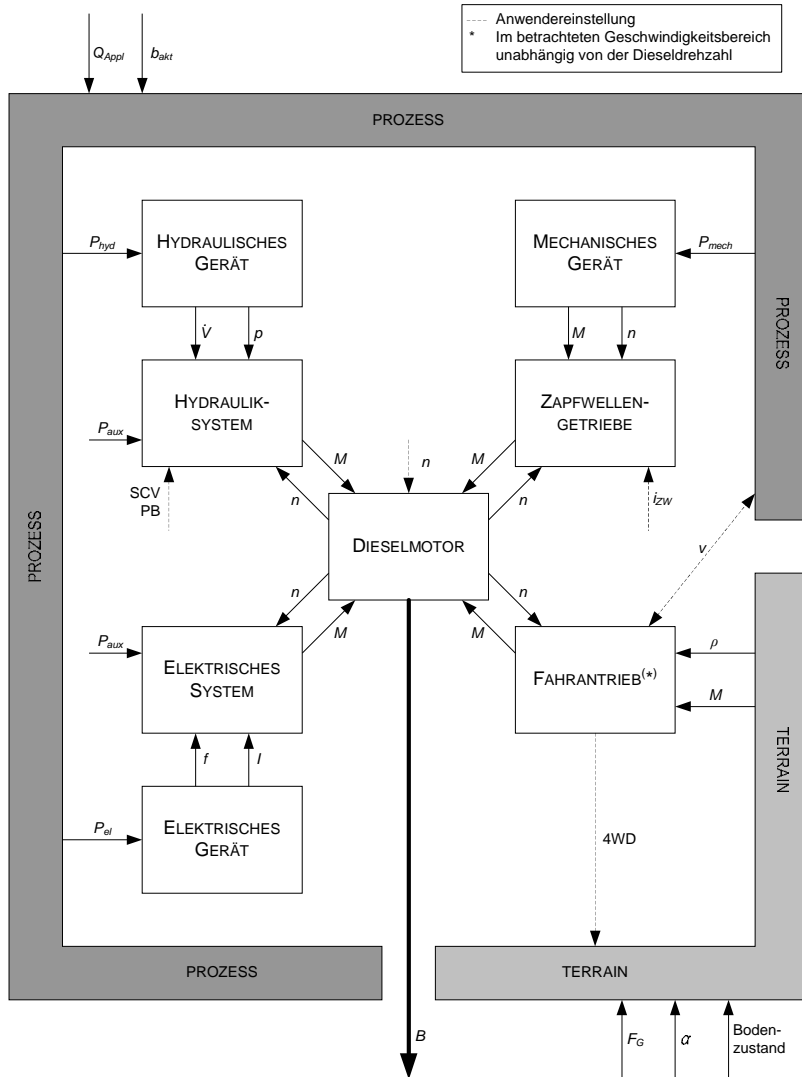 Anwendereinstellung
* Im betrachteten Geschwindigkeitsbereich
unabhängig von der Dieseldrehzahl
Q_Appl b_akt
PROZESS
P_hyd
HYDRAULISCHES
GERÄT
MECHANISCHES
GERÄT
P_mech
PROZESS
V̇ p
M n
P_aux
HYDRAULIK-
SYSTEM
ZAPFWELLEN-
GETRIEBE
M n M
SCV
PB
n n
i_ZW
DIESELMOTOR
v
PROZESS
n n
M M
P_aux
ELEKTRISCHES
SYSTEM
FAHRANTRIEB(*)
ρ
M
f I
TERRAIN
P_el
ELEKTRISCHES
GERÄT
4WD
PROZESS
TERRAIN
B
F_G α
Boden-
zustand